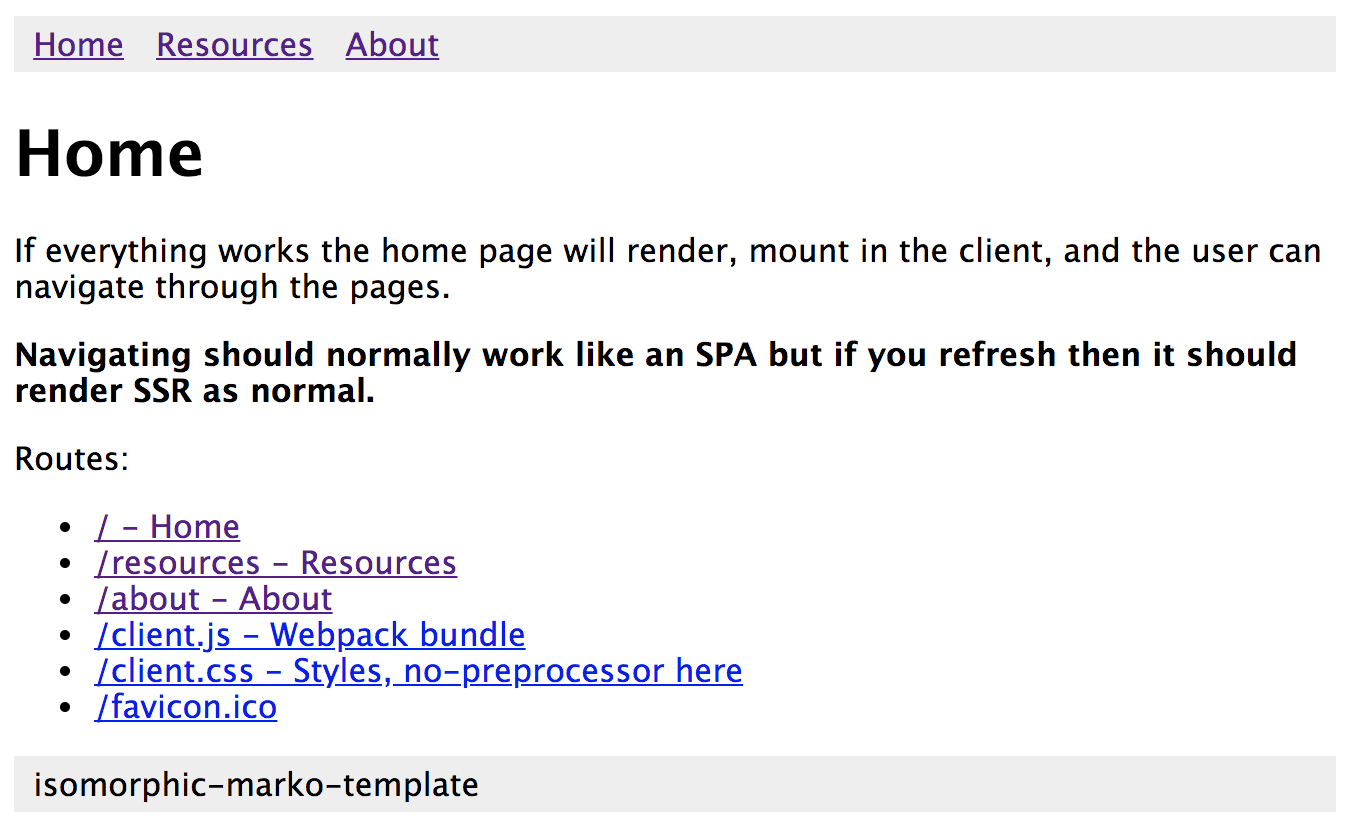 Home Resources About
Home
If everything works the home page will render, mount in the client, and the user can
navigate through the pages.
Navigating should normally work like an SPA but if you refresh then it should
render SSR as normal.
Routes:
• / - Home
• /resources - Resources
• /about - About
• /client.js - Webpack bundle
• /client.css - Styles, no-preprocessor here
• /favicon.ico
isomorphic-marko-template